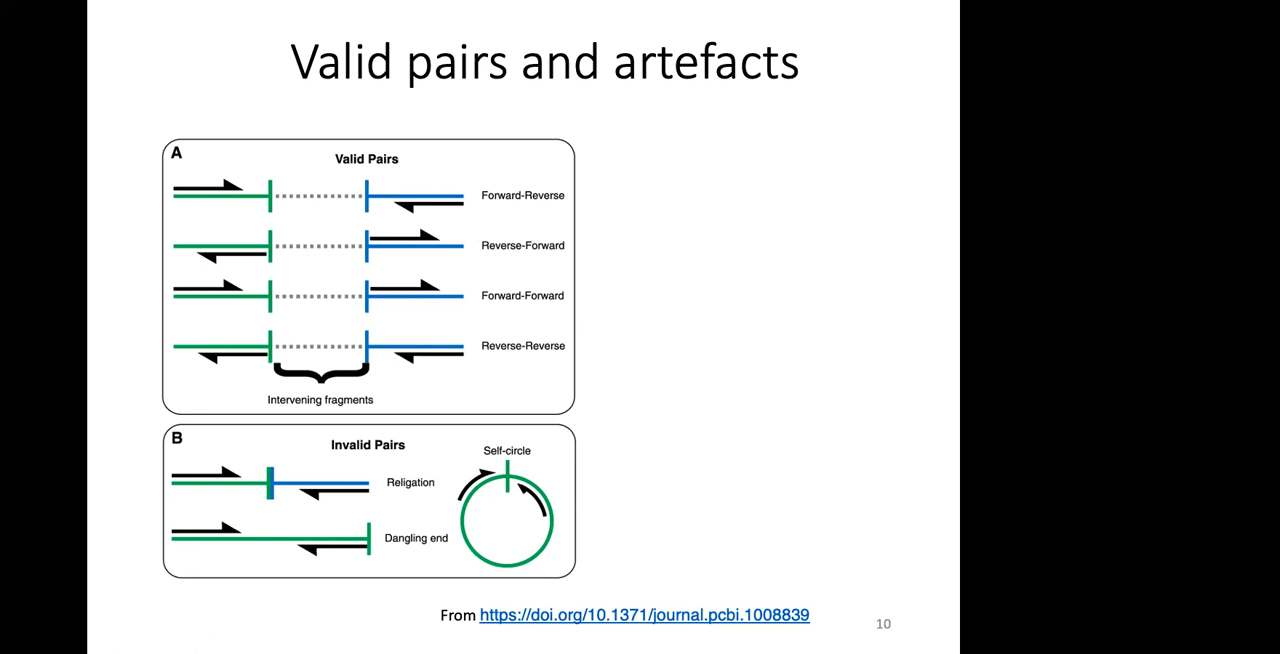 Valid pairs and artefacts
A
Valid Pairs
Forward-Reverse
Reverse-Forward
Forward-Forward
Reverse-Reverse
Intervening fragments
B
Invalid Pairs
Self-circle
Religation
Dangling end
From https://doi.org/10.1371/journal.pcbi.1008839
10